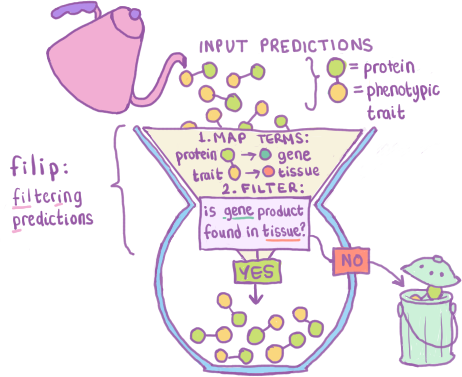 INPUT PREDICTIONS
= protein
= phenotypic
trait
filip:
filtering
predictions
1. MAP TERMS:
protein → gene
trait → tissue
2. FILTER:
is gene product
found in tissue?
YES
NO